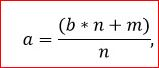 a = (b * n + m) / n,